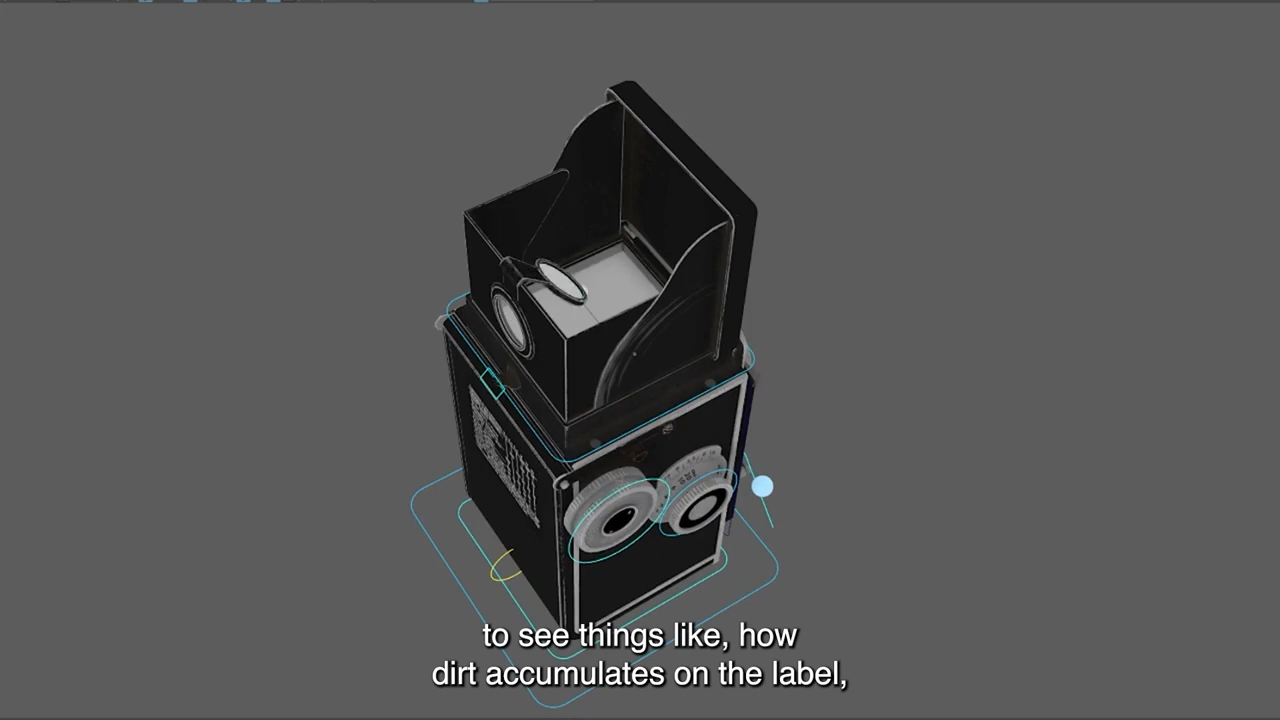 to see things like, how
dirt accumulates on the label,